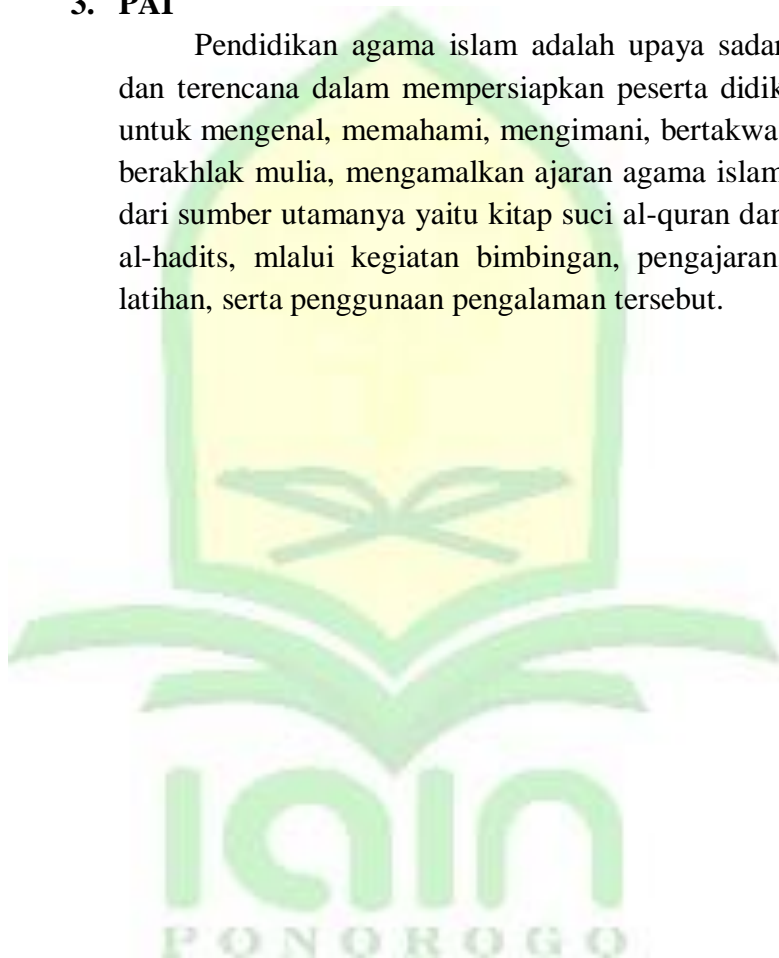 3. PAI
Pendidikan agama islam adalah upaya sadar
dan terencana dalam mempersiapkan peserta didik
untuk mengenal, memahami, mengimani, bertakwa
berakhlak mulia, mengamalkan ajaran agama islam
dari sumber utamanya yaitu kitap suci al-quran dan
al-hadits, mlalui kegiatan bimbingan, pengajaran
latihan, serta penggunaan pengalaman tersebut.
iain
PONOROGO